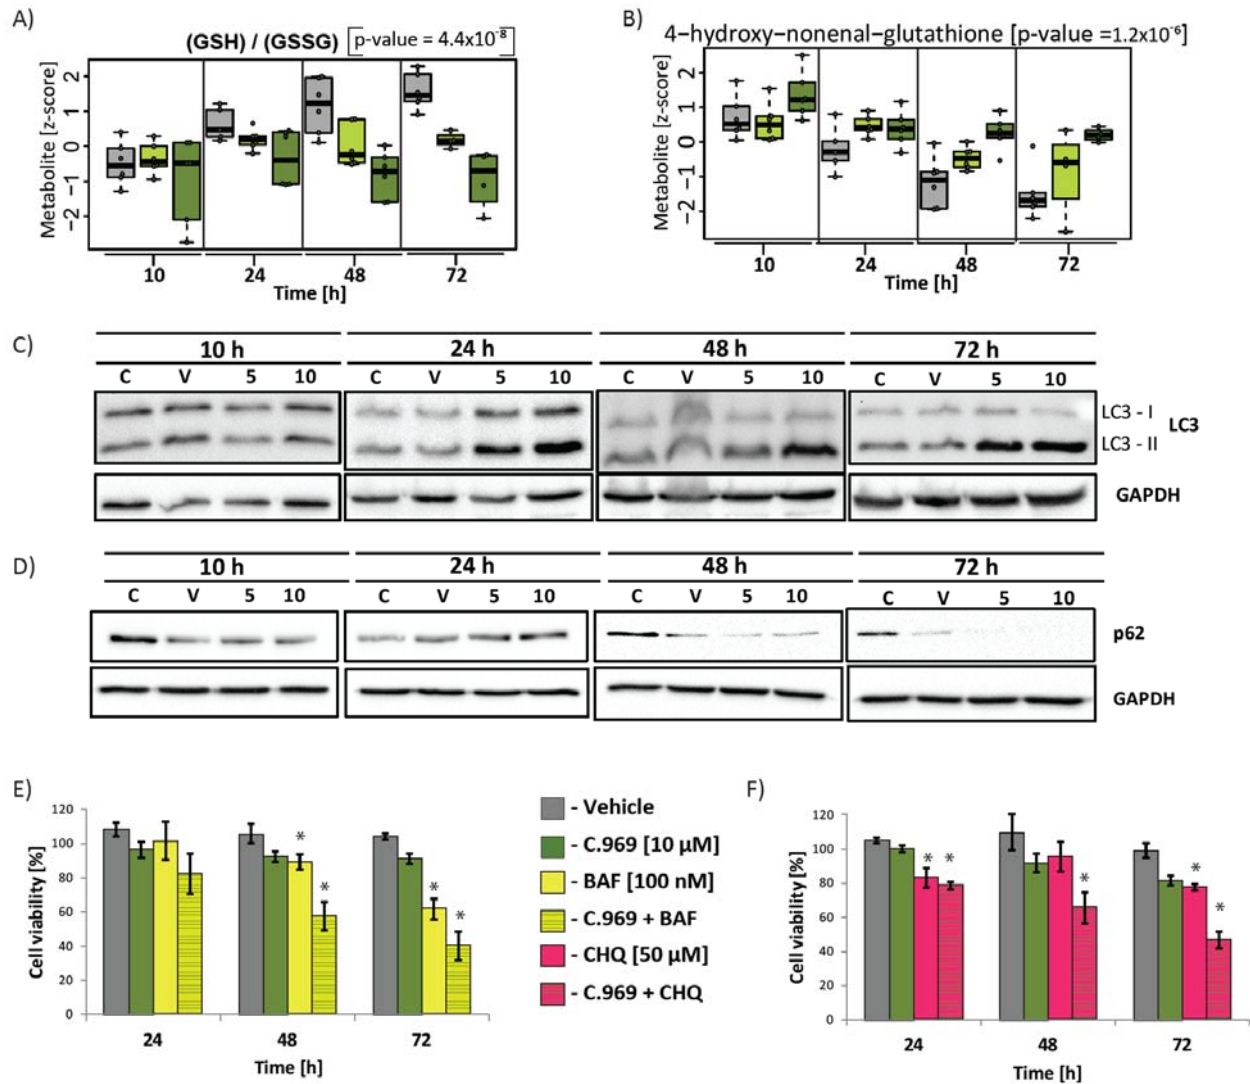 A)
(GSH) / (GSSG) [p-value = 4.4x10⁻⁸]
Metabolite [z-score]
2
1
0
−1
−2
10 24 48 72
Time [h]
B)
4−hydroxy−nonenal−glutathione [p-value =1.2x10⁻⁶]
Metabolite [z-score]
2
1
0
−1
−2
10 24 48 72
Time [h]
C)
10 h 24 h 48 h 72 h
C V 5 10 C V 5 10 C V 5 10 C V 5 10
LC3 - I
LC3
LC3 - II
GAPDH
D)
10 h 24 h 48 h 72 h
C V 5 10 C V 5 10 C V 5 10 C V 5 10
p62
GAPDH
E)
Cell viability [%]
120
100
80
60
40
20
0
* * * *
24 48 72
Time [h]
- Vehicle
- C.969 [10 µM]
- BAF [100 nM]
- C.969 + BAF
- CHQ [50 µM]
- C.969 + CHQ
F)
Cell viability [%]
120
100
80
60
40
20
0
* * * * *
24 48 72
Time [h]